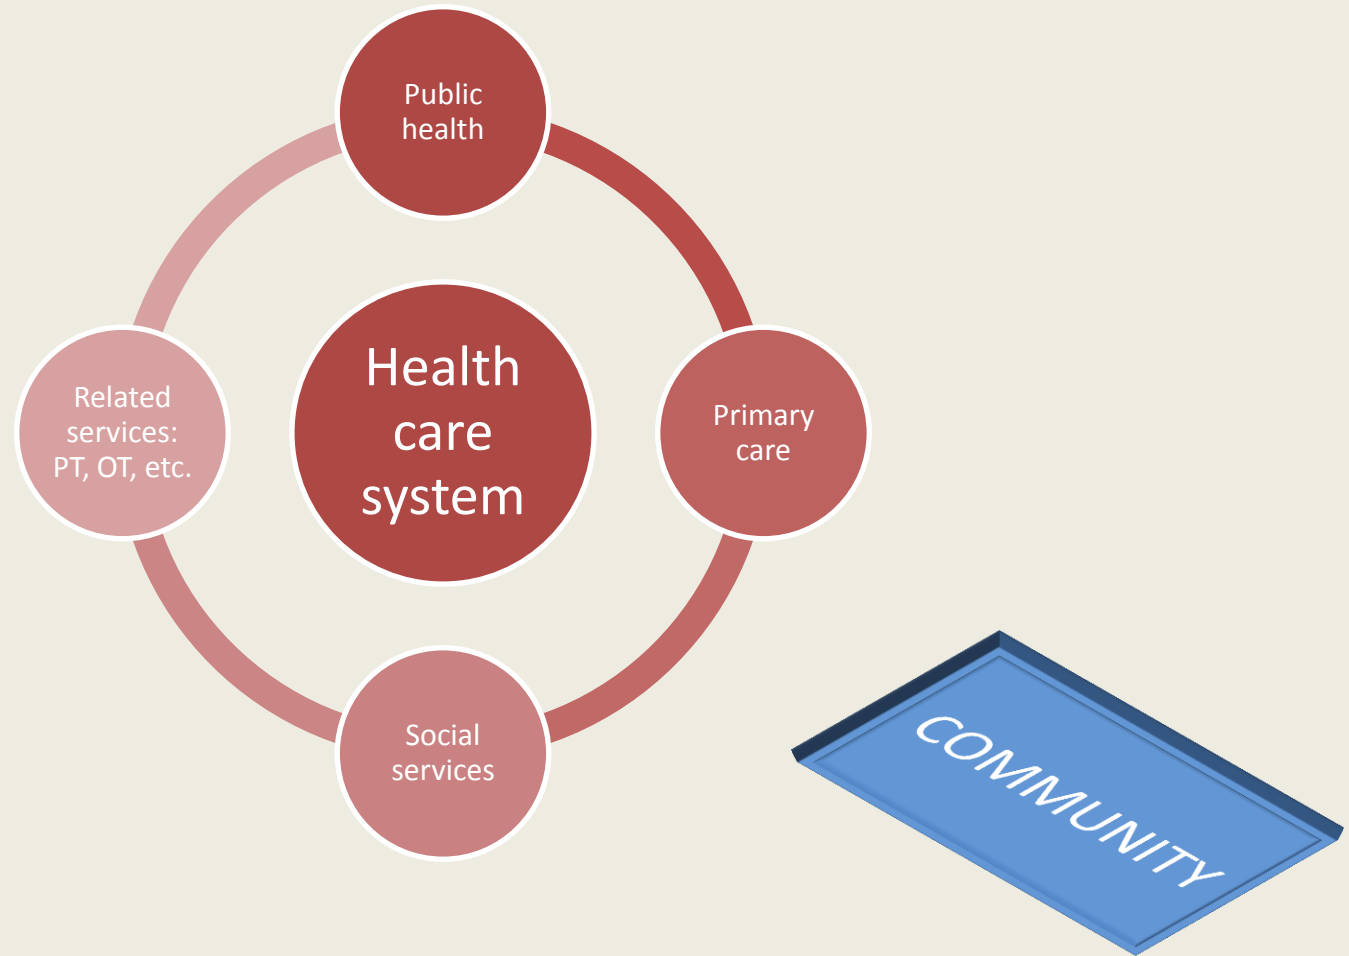 Public
health
Health
care
system
Related
services:
PT, OT, etc.
Primary
care
Social
services
COMMUNITY